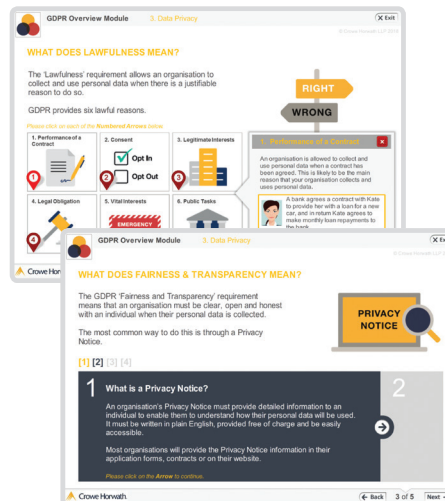 GDPR Overview Module
3. Data Privacy
X Exit
© Crowe Horwath LLP
WHAT DOES LAWFULNESS MEAN?
The 'Lawfulness' requirement allows an organisation to
collect and use personal data when there is a justifiable
reason to do so.
GDPR provides six lawful reasons.
Please click on each of the Numbered Arrows below
RIGHT
WRONG
1. Performance of a
Contract
1
2. Consent
Opt In
Opt Out
2
3. Legitimate Interests
3
4. Legal Obligation
4
5. Vital Interests
EMERGENCY
6. Public Tasks
1. Performance of a Contract
An organisation is allowed to collect and
use personal data when a contract has
been agreed. This is likely to be the main
reason that your organisation collects and
uses personal data.
A bank agrees a contract with Kate
to provide her with a loan for a new
car, and in return Kate agrees to
make monthly loan repayments to
the bank
Crowe Horw
GDPR Overview Module
3. Data Privacy
X Ex
© Crowe Horwath LLP
WHAT DOES FAIRNESS & TRANSPARENCY MEAN?
The GDPR 'Fairness and Transparency' requirement
means that an organisation must be clear, open and honest
with an individual when their personal data is collected.
The most common way to do this is through a Privacy
Notice.
PRIVACY
NOTICE
[1] [2] [3] [4]
1
What is a Privacy Notice?
An organisation's Privacy Notice must provide detailed information to an
individual to enable them to understand how their personal data will be used.
It must be written in plain English, provided free of charge and be easily
accessible.
Most organisations will provide the Privacy Notice information in their
application forms, contracts or on their website.
Please click on the Arrow to continue.
2
Crowe Horwath
Back
3 of 5
Next